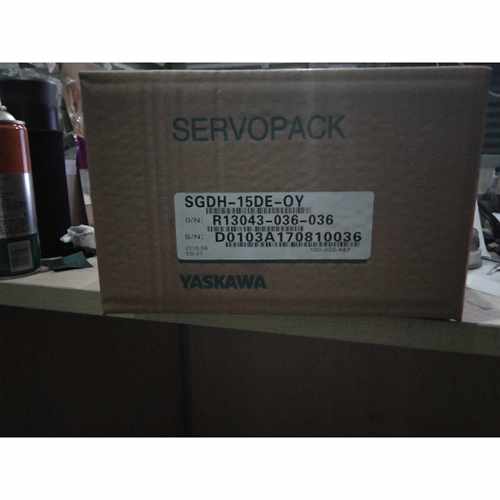 SERVOPACK
SGDH-15DE-OY
O/N: R13043-036-036
S/N: D0103A170810036
YASKAWA